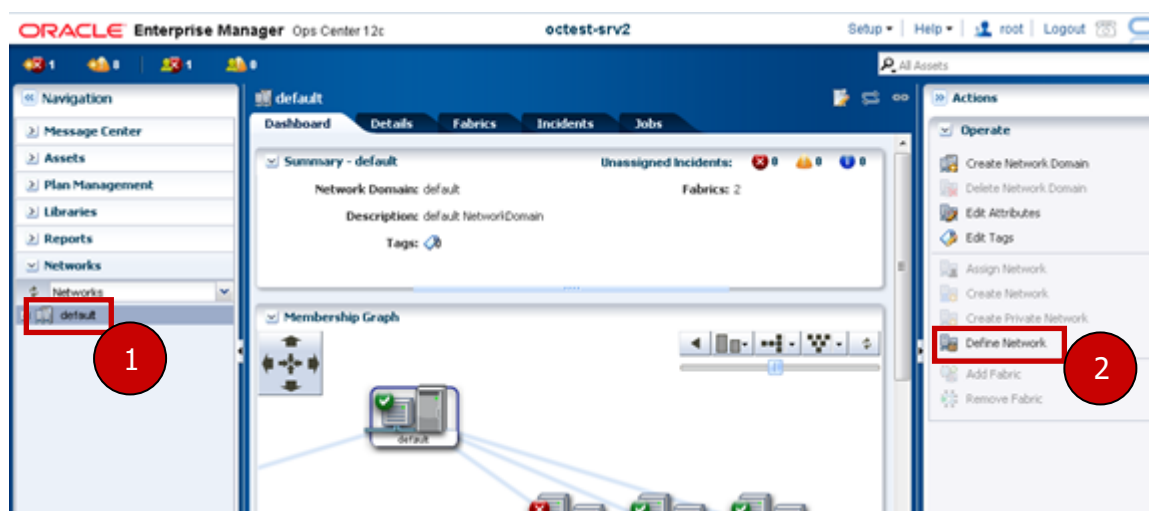 ORACLE Enterprise Manager Ops Center 12c
octest-srv2
Setup
Help
root
Logout
1
0
1
0
All Assets
Navigation
Message Center
Assets
Plan Management
Libraries
Reports
Networks
Networks
default
1
default
Dashboard
Details
Fabrics
Incidents
Jobs
Summary - default
Unassigned Incidents: 0 0 0
Network Domain: default
Fabrics: 2
Description: default NetworkDomain
Tags:
Membership Graph
default
Actions
Operate
Create Network Domain
Delete Network Domain
Edit Attributes
Edit Tags
Assign Network
Create Network
Create Private Network
Define Network
2
Add Fabric
Remove Fabric